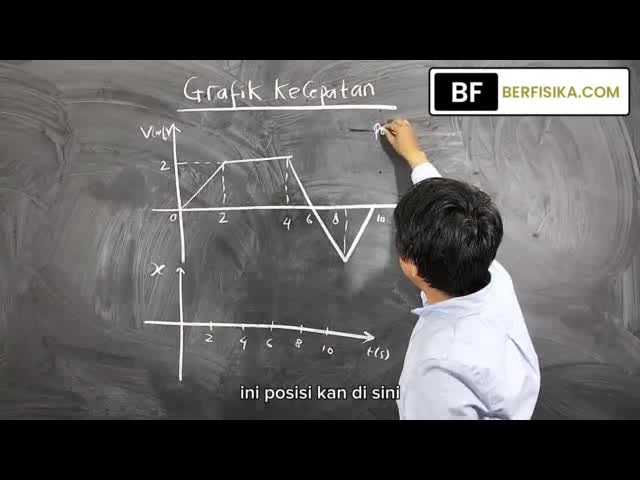 BF BERFISIKA.COM
Grafik Kecepatan
2
0 2 4 6 8 10
x
2 4 6 8 10 t(s)
ini posisi kan di sini